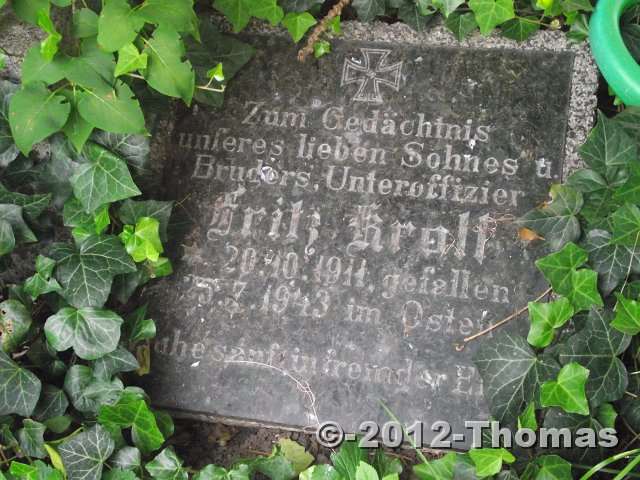 Zum Gedächtnis
unseres lieben Sohnes u.
Bruders, Unteroffizier
Fritz Krall
* 20.10.1911, gefallen
1943 im Osten
Ruhe sanft in fremder
©-2012-Thomas